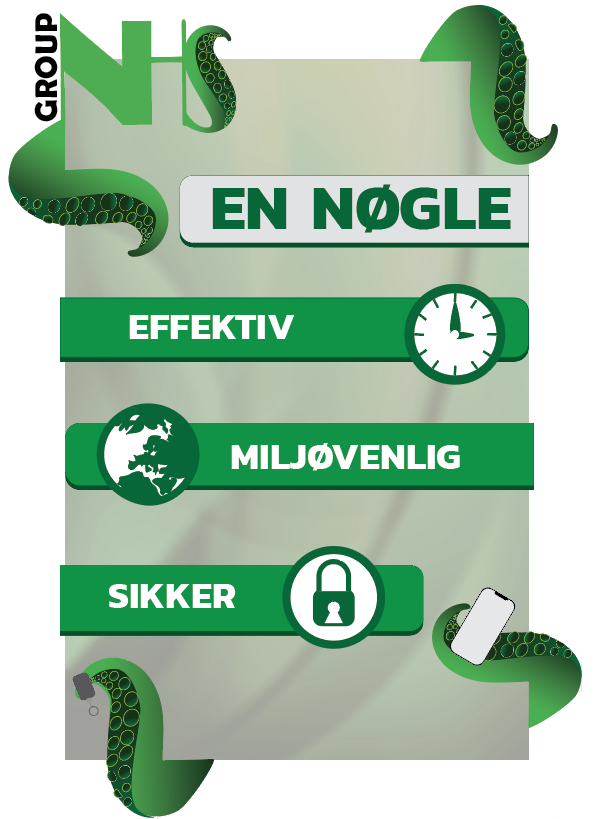 GROUP
NHS
EN NØGLE
EFFEKTIV
MILJØVENLIG
SIKKER